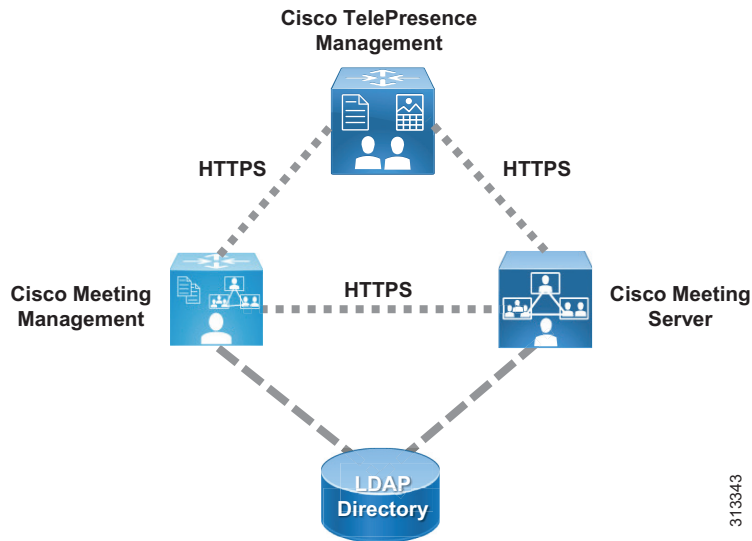 Cisco TelePresence
Management
HTTPS
HTTPS
Cisco Meeting
Management
HTTPS
Cisco Meeting
Server
LDAP
Directory
313343